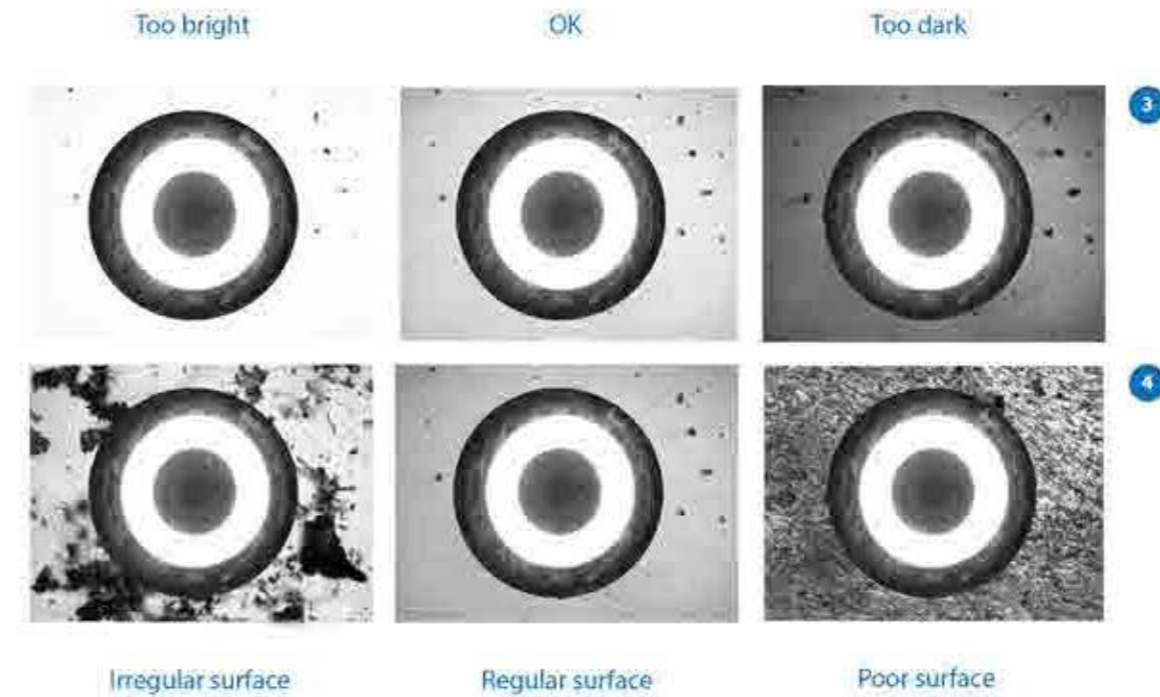 Too bright
OK
Too dark
3
4
Irregular surface
Regular surface
Poor surface